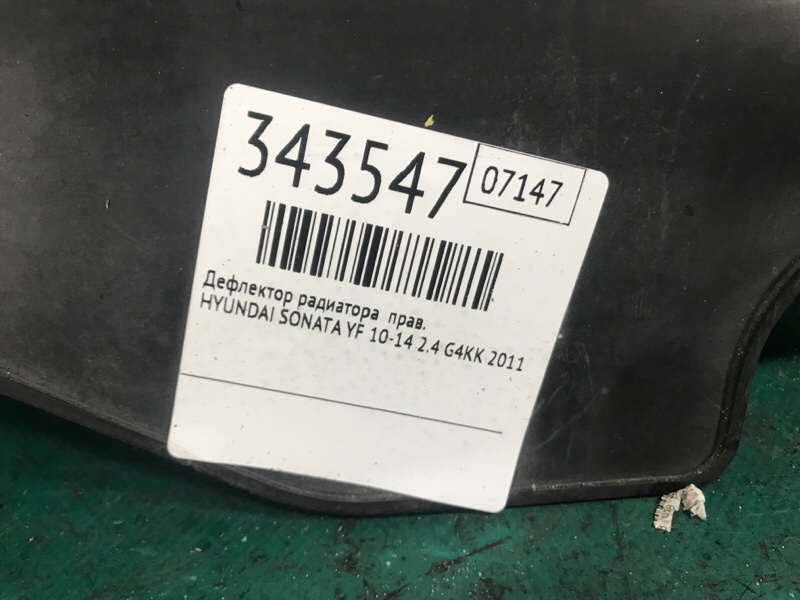 343547
07147
Дефлектор радиатора прав.
HYUNDAI SONATA YF 10-14 2.4 G4KK 2011